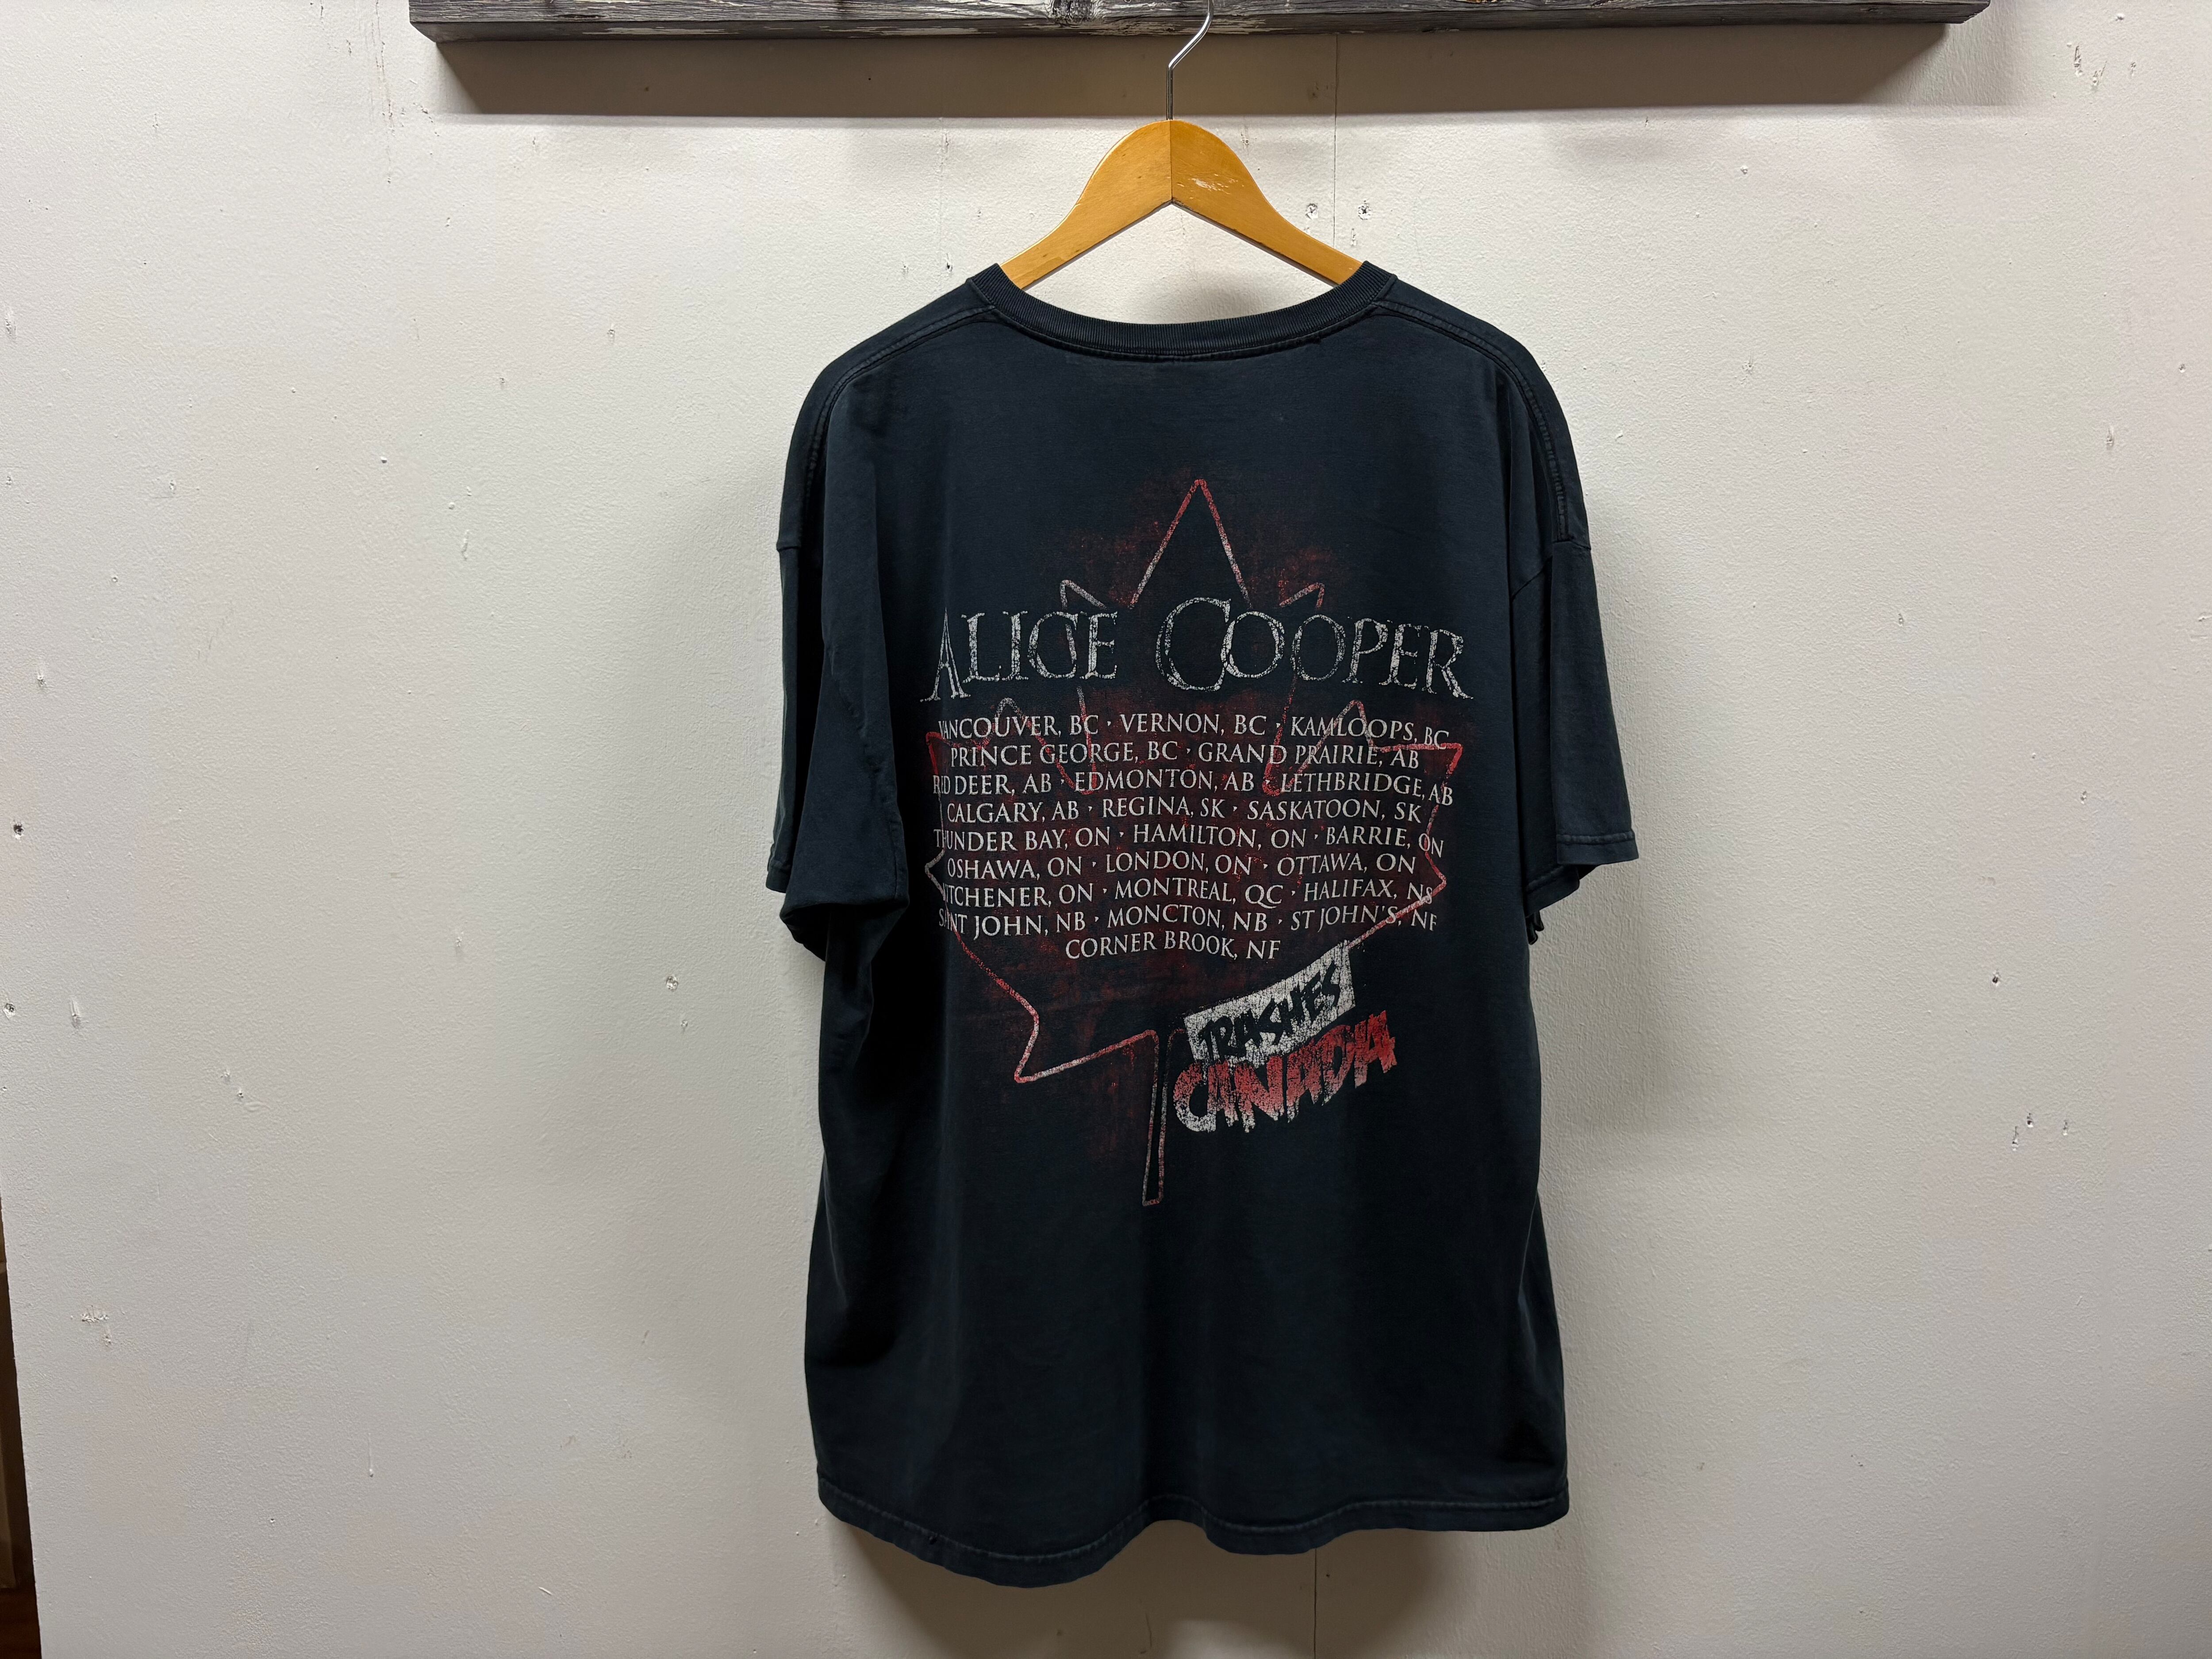 ALICE COOPER
VANCOUVER, BC · VERNON, BC · KAMLOOPS, BC
PRINCE GEORGE, BC · GRAND PRAIRIE, AB
RED DEER, AB · EDMONTON, AB · LETHBRIDGE, AB
CALGARY, AB · REGINA, SK · SASKATOON, SK
THUNDER BAY, ON · HAMILTON, ON · BARRIE, ON
OSHAWA, ON · LONDON, ON · OTTAWA, ON
KITCHENER, ON · MONTREAL, QC · HALIFAX, NS
SAINT JOHN, NB · MONCTON, NB · ST JOHN'S, NF
CORNER BROOK, NF
TRASHES
CANADA